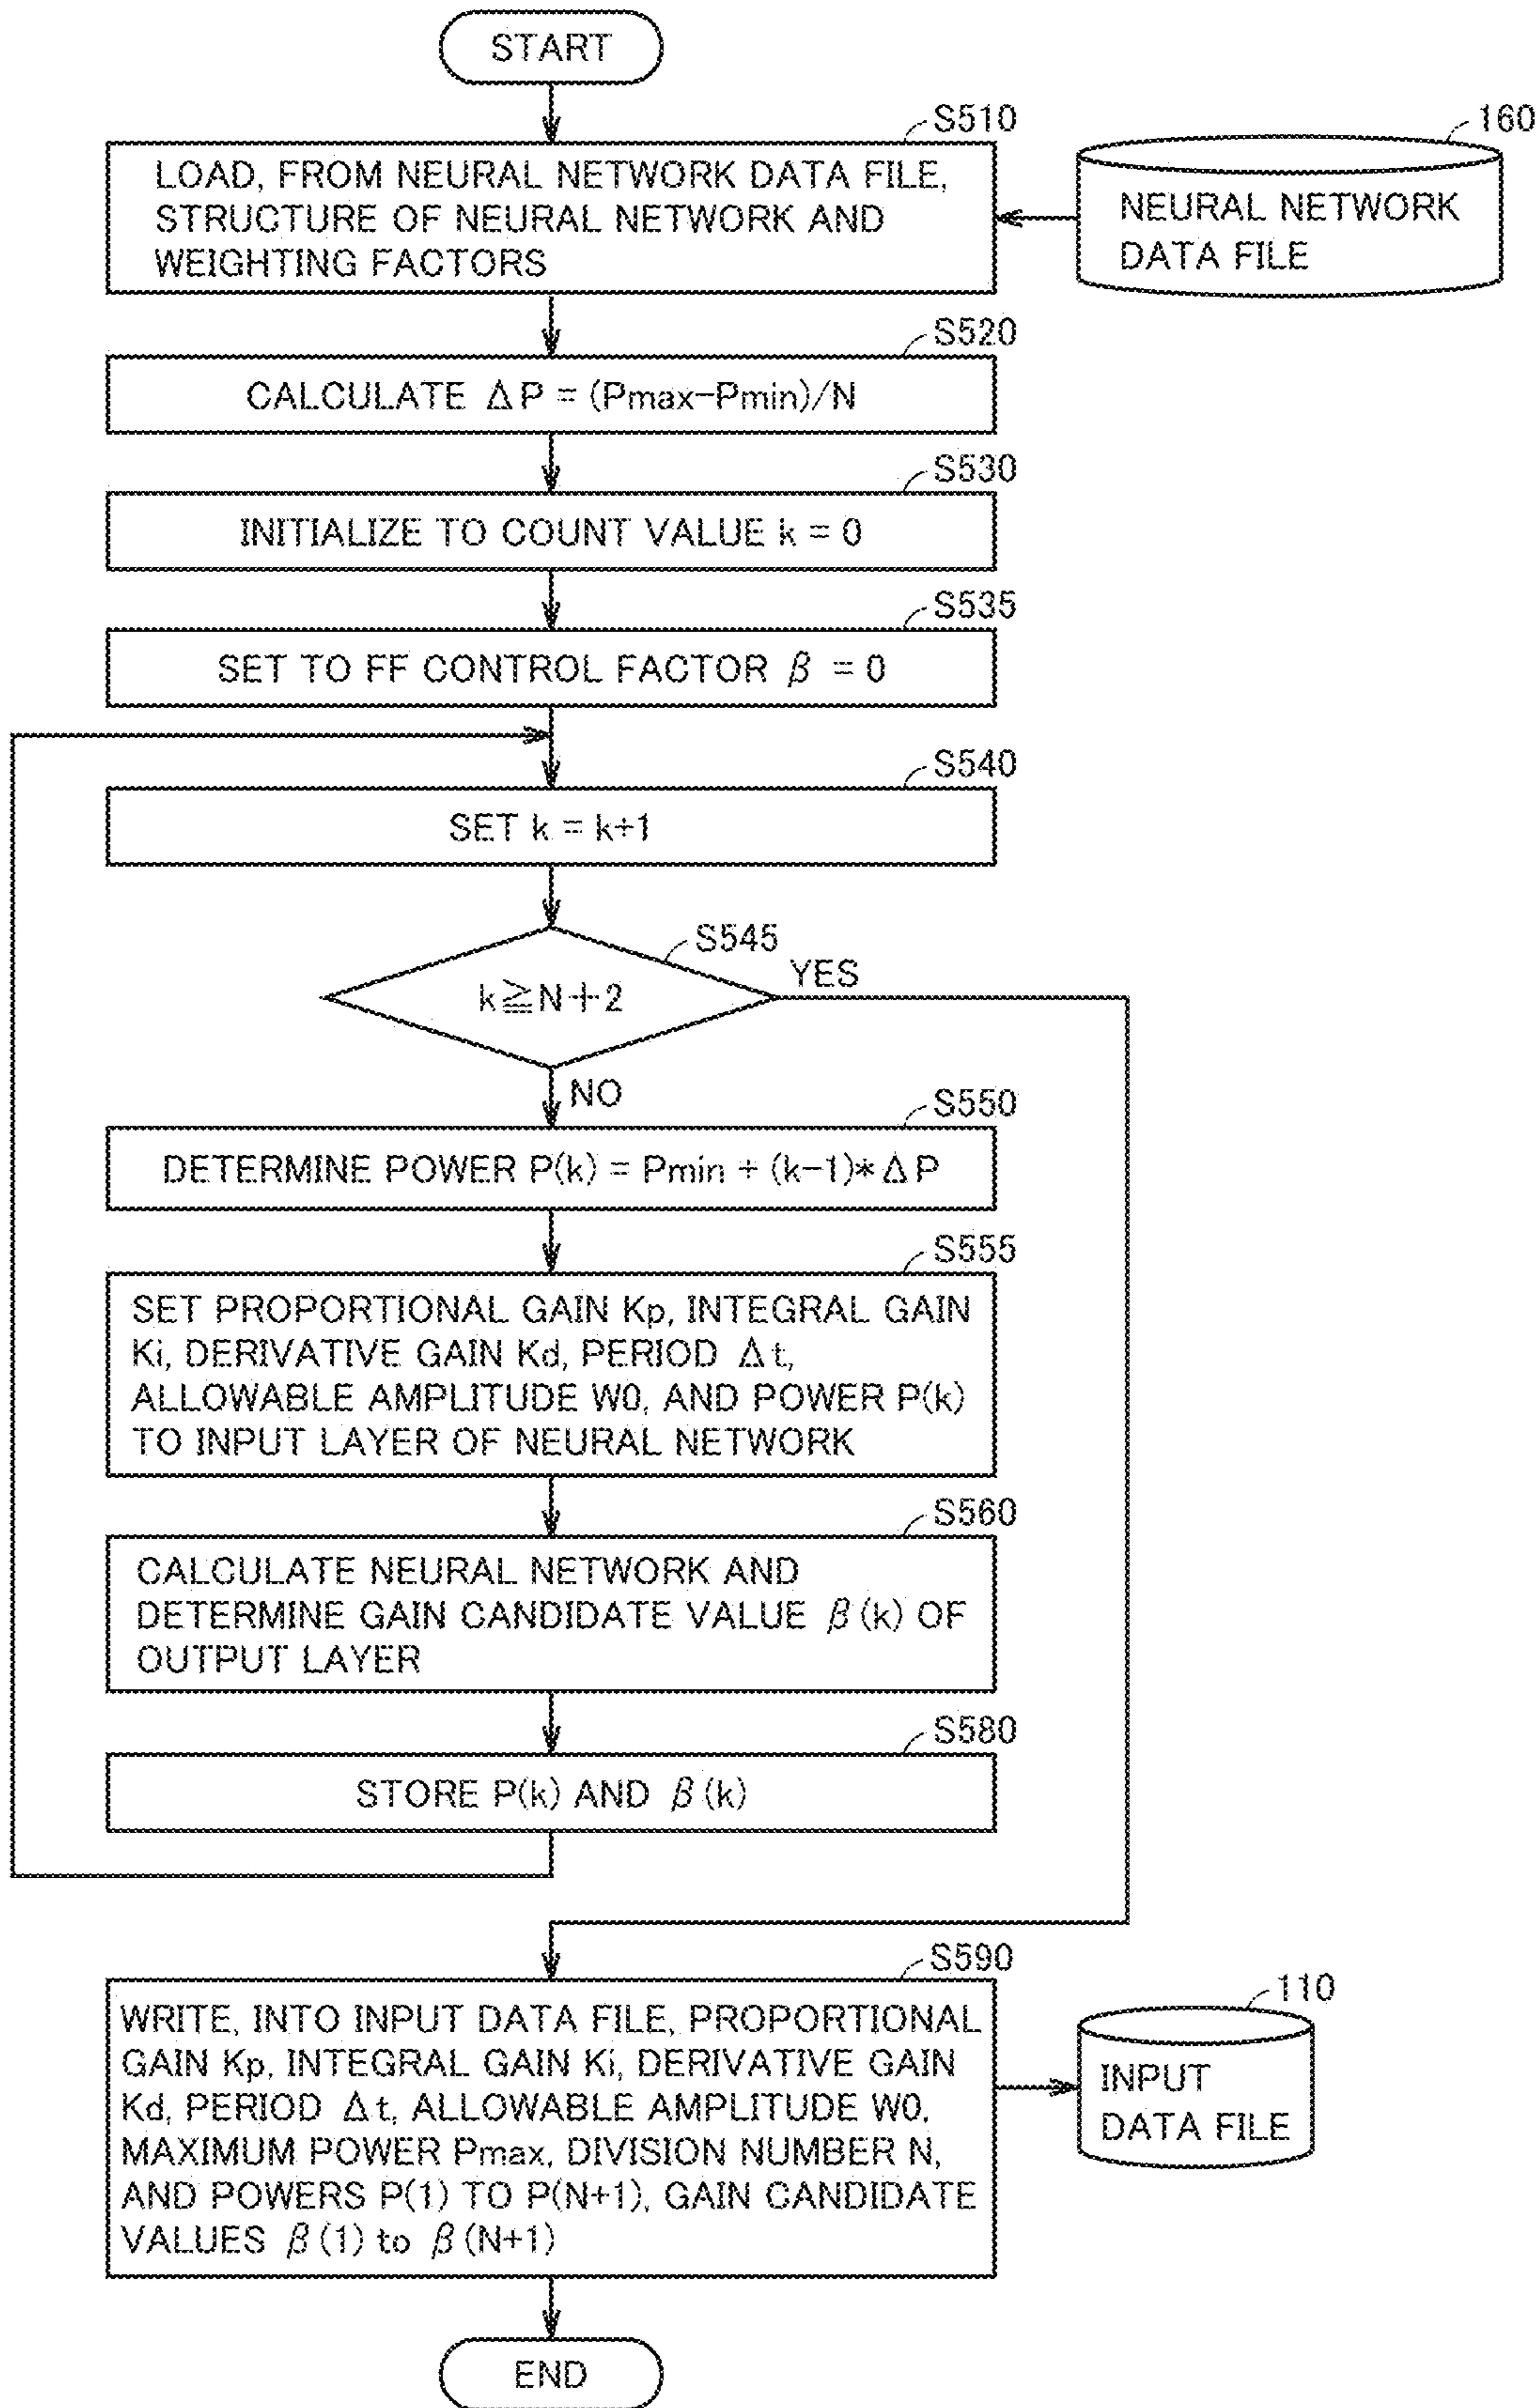 START
S510
160
LOAD, FROM NEURAL NETWORK DATA FILE,
STRUCTURE OF NEURAL NETWORK AND
WEIGHTING FACTORS
NEURAL NETWORK
DATA FILE
S520
CALCULATE ΔP = (Pmax-Pmin)/N
S530
INITIALIZE TO COUNT VALUE k = 0
S535
SET TO FF CONTROL FACTOR β = 0
S540
SET k = k+1
S545
YES
k≧N+2
NO
S550
DETERMINE POWER P(k) = Pmin + (k-1)*ΔP
S555
SET PROPORTIONAL GAIN Kp, INTEGRAL GAIN
Ki, DERIVATIVE GAIN Kd, PERIOD Δt,
ALLOWABLE AMPLITUDE W0, AND POWER P(k)
TO INPUT LAYER OF NEURAL NETWORK
S560
CALCULATE NEURAL NETWORK AND
DETERMINE GAIN CANDIDATE VALUE β(k) OF
OUTPUT LAYER
S580
STORE P(k) AND β(k)
S590
110
WRITE, INTO INPUT DATA FILE, PROPORTIONAL
GAIN Kp, INTEGRAL GAIN Ki, DERIVATIVE GAIN
Kd, PERIOD Δt, ALLOWABLE AMPLITUDE W0,
MAXIMUM POWER Pmax, DIVISION NUMBER N,
AND POWERS P(1) TO P(N+1), GAIN CANDIDATE
VALUES β(1) to β(N+1)
INPUT
DATA FILE
END